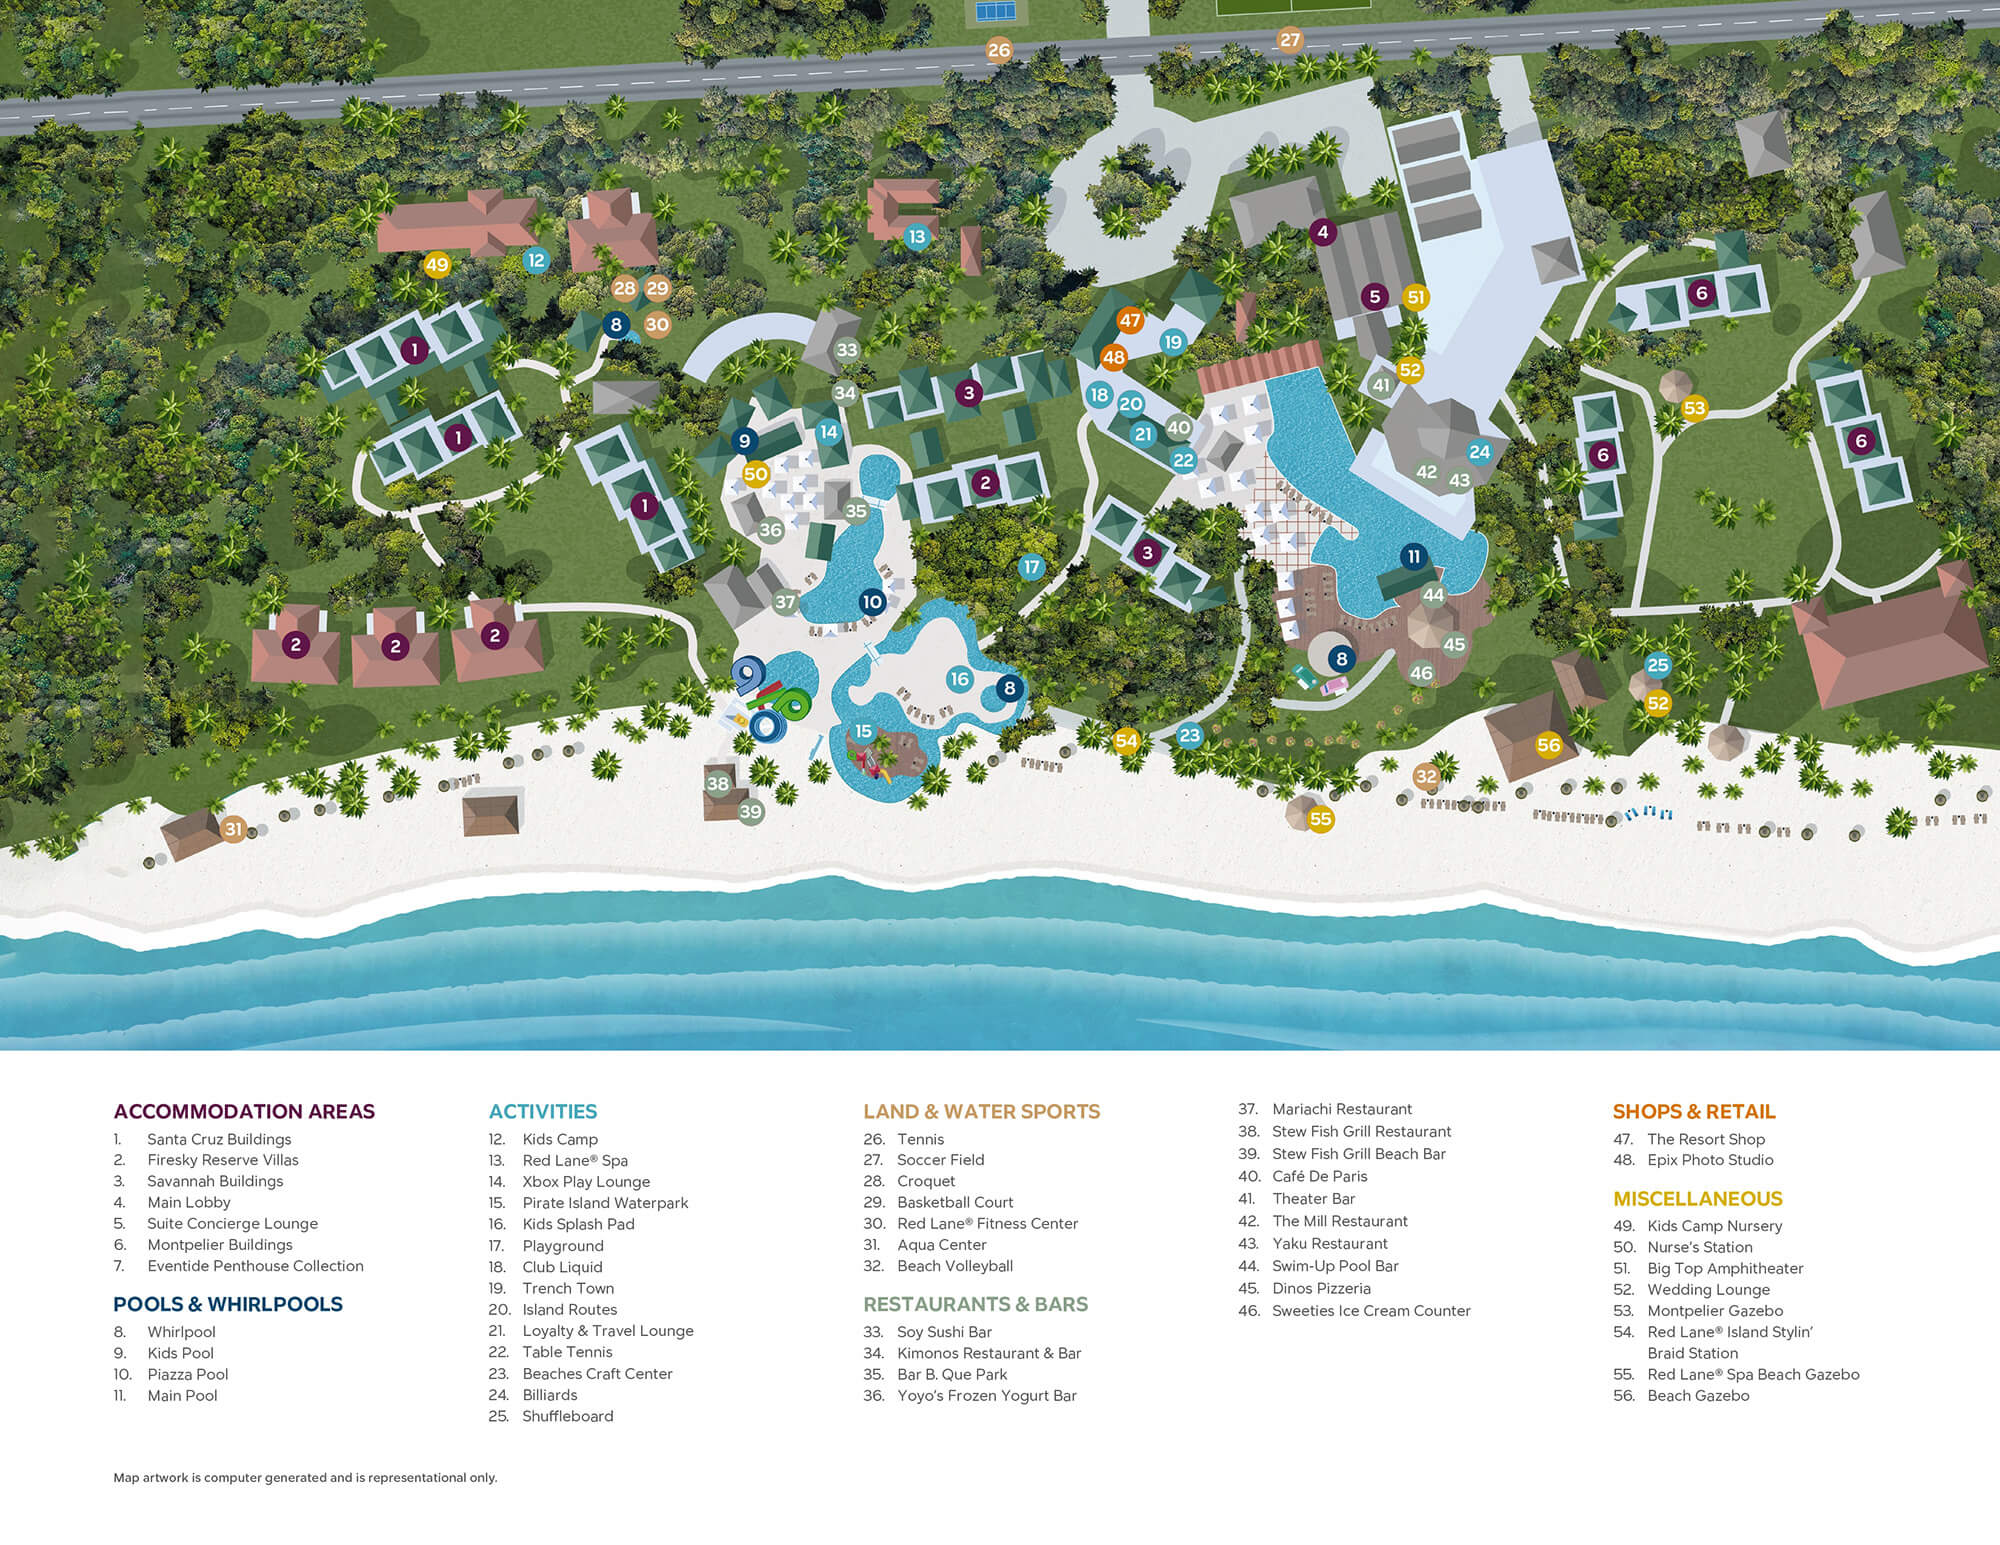 26
27
4
13
49
12
28
29
5
51
6
8
30
47
19
48
33
1
52
41
34
3
18
20
53
1
9
14
40
21
22
24
6
6
50
42
43
2
1
35
36
11
3
17
44
37
10
2
2
2
45
8
46
25
16
8
52
15
54
23
56
32
38
39
55
31
ACCOMMODATION AREAS
1. Santa Cruz Buildings
2. Firesky Reserve Villas
3. Savannah Buildings
4. Main Lobby
5. Suite Concierge Lounge
6. Montpelier Buildings
7. Eventide Penthouse Collection
POOLS & WHIRLPOOLS
8. Whirlpool
9. Kids Pool
10. Piazza Pool
11. Main Pool
ACTIVITIES
12. Kids Camp
13. Red Lane® Spa
14. Xbox Play Lounge
15. Pirate Island Waterpark
16. Kids Splash Pad
17. Playground
18. Club Liquid
19. Trench Town
20. Island Routes
21. Loyalty & Travel Lounge
22. Table Tennis
23. Beaches Craft Center
24. Billiards
25. Shuffleboard
LAND & WATER SPORTS
26. Tennis
27. Soccer Field
28. Croquet
29. Basketball Court
30. Red Lane® Fitness Center
31. Aqua Center
32. Beach Volleyball
RESTAURANTS & BARS
33. Soy Sushi Bar
34. Kimonos Restaurant & Bar
35. Bar B. Que Park
36. Yoyo's Frozen Yogurt Bar
37. Mariachi Restaurant
38. Stew Fish Grill Restaurant
39. Stew Fish Grill Beach Bar
40. Café De Paris
41. Theater Bar
42. The Mill Restaurant
43. Yaku Restaurant
44. Swim-Up Pool Bar
45. Dinos Pizzeria
46. Sweeties Ice Cream Counter
SHOPS & RETAIL
47. The Resort Shop
48. Epix Photo Studio
MISCELLANEOUS
49. Kids Camp Nursery
50. Nurse's Station
51. Big Top Amphitheater
52. Wedding Lounge
53. Montpelier Gazebo
54. Red Lane® Island Stylin'
Braid Station
55. Red Lane® Spa Beach Gazebo
56. Beach Gazebo
Map artwork is computer generated and is representational only.